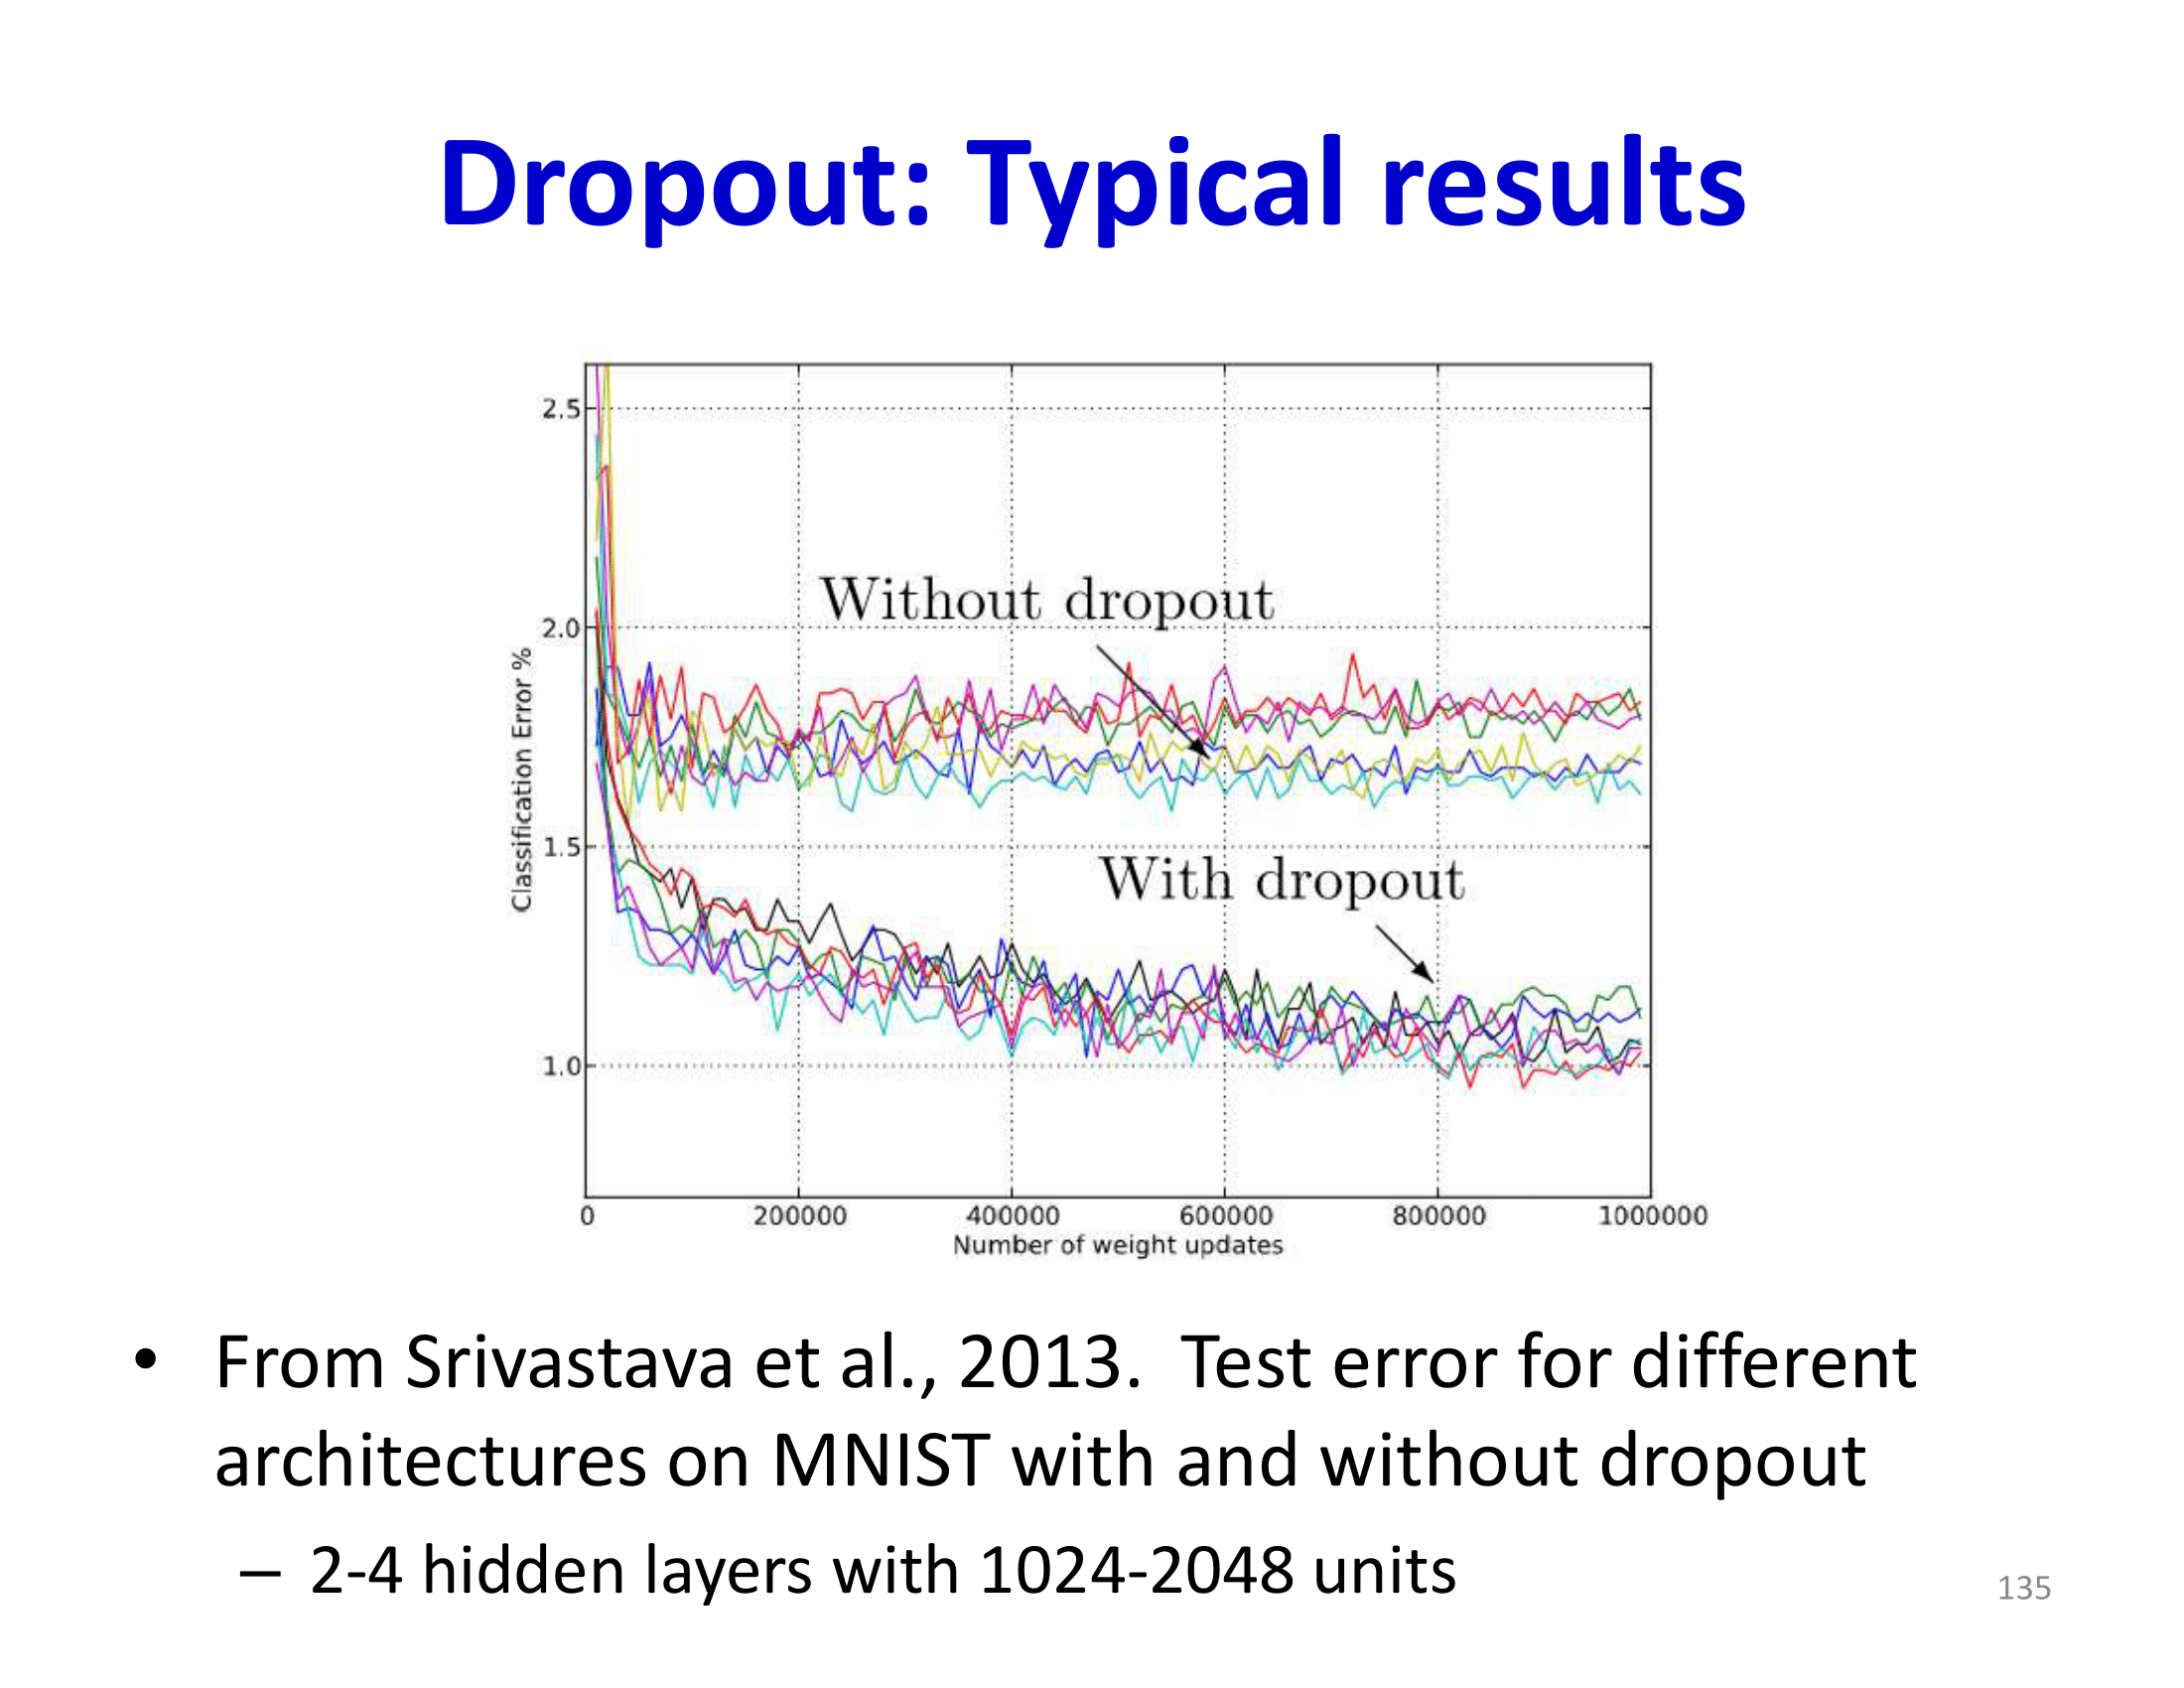 Dropout: Typical results
2.5
2.0
1.5
1.0
Classification Error %
Without dropout
With dropout
0 200000 400000 600000 800000 1000000
Number of weight updates
• From Srivastava et al., 2013. Test error for different
architectures on MNIST with and without dropout
– 2-4 hidden layers with 1024-2048 units
135